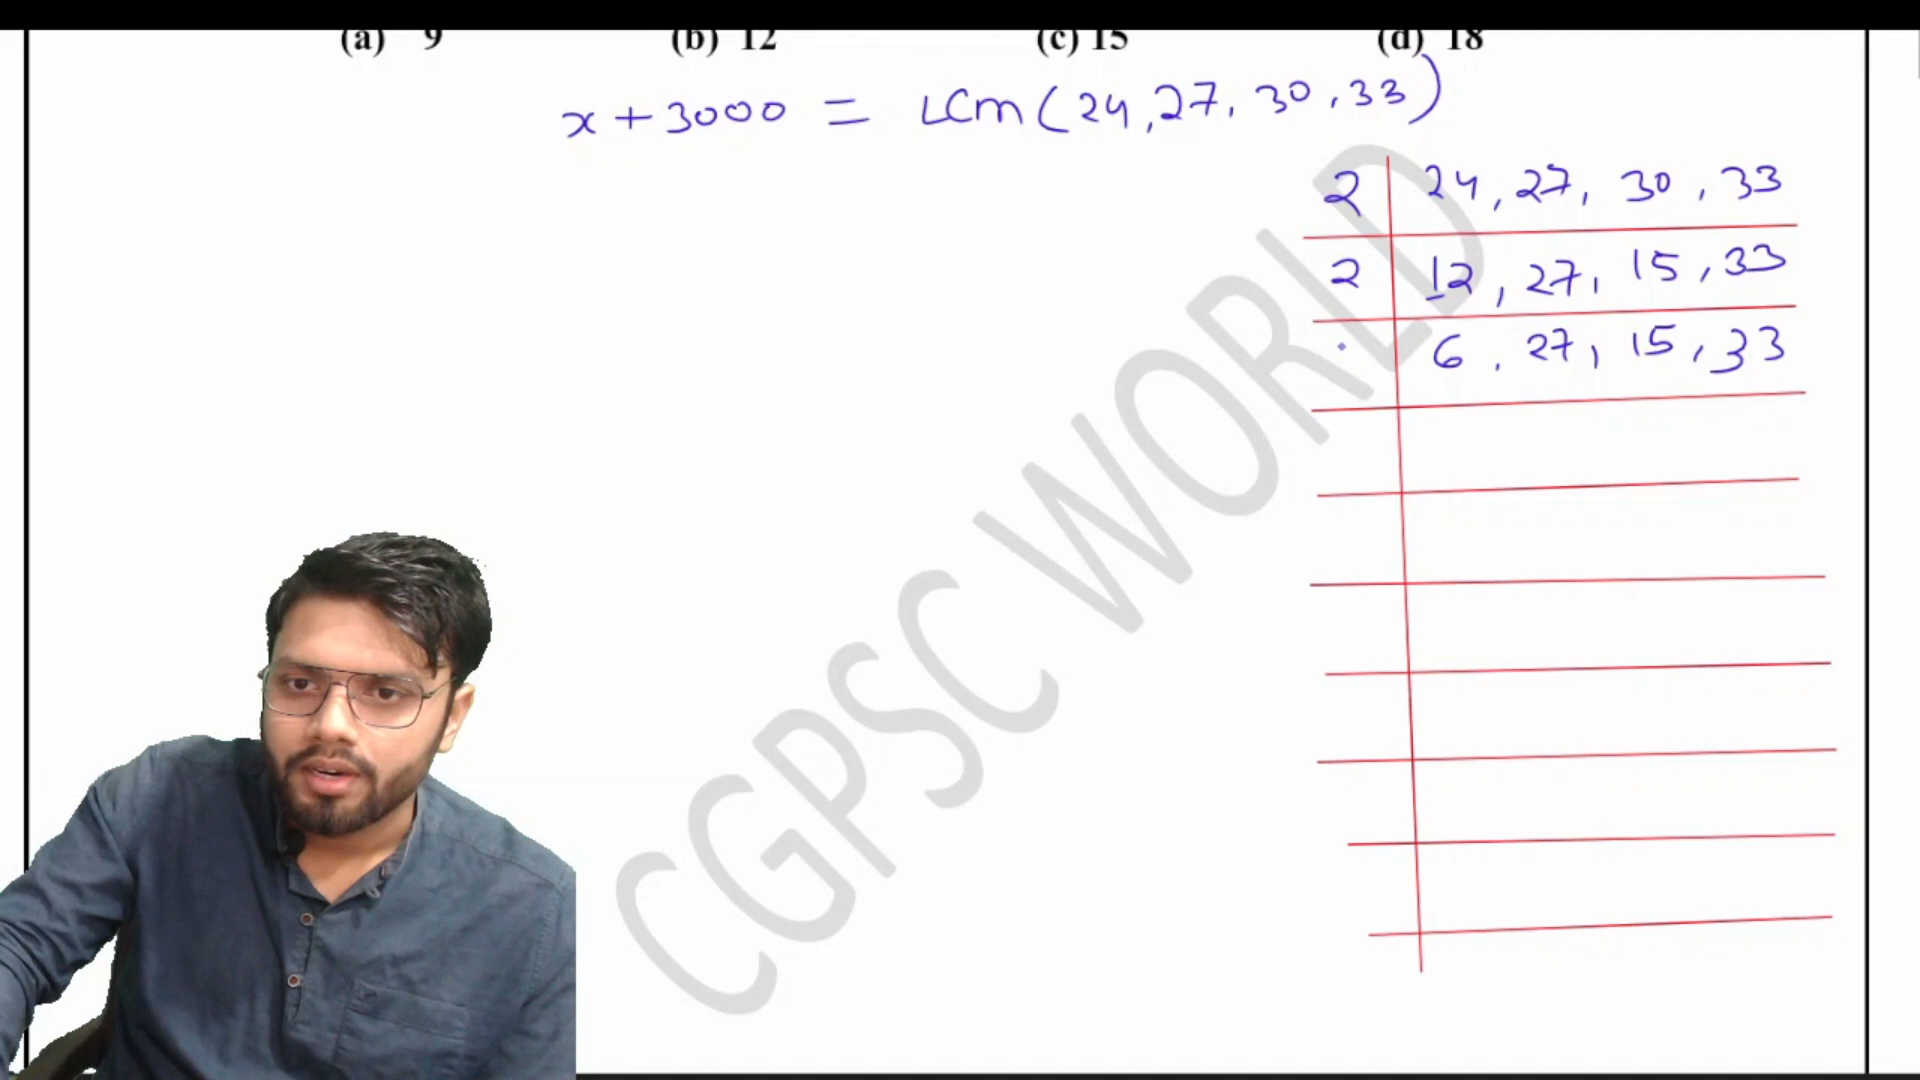 (a) 9 (b) 12 (c) 15 (d) 18
x + 3000 = LCM (24, 27, 30, 33)
2 24, 27, 30, 33
2 12, 27, 15, 33
6, 27, 15, 33
CGPSC WORLD